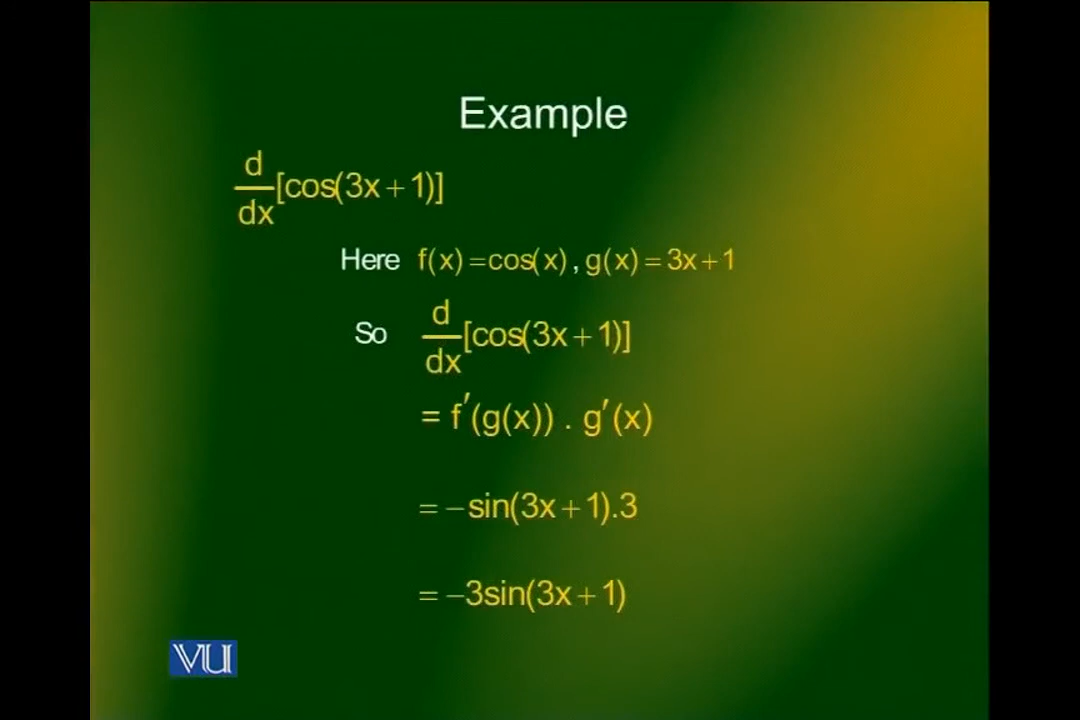 Example
d/dx[cos(3x + 1)]
Here f(x) =cos(x) , g(x) = 3x + 1
So d/dx[cos(3x + 1)]
= f′(g(x)) . g′(x)
= −sin(3x + 1).3
= −3sin(3x + 1)
VU